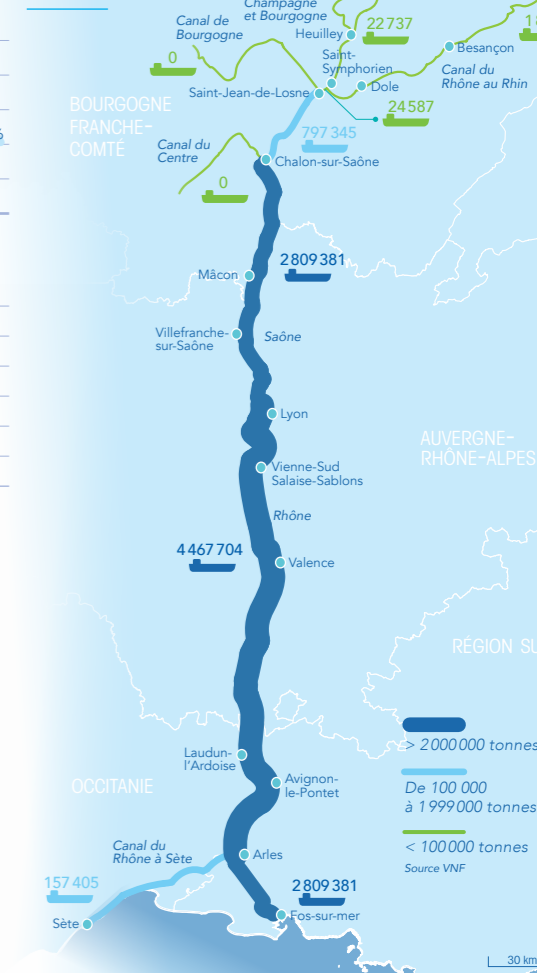 Champagne
et Bourgogne
Canal de
Bourgogne
Heuilley
22 737
0
Saint-
Symphorien
Besançon
Canal du
Rhône au Rhin
Dole
Saint-Jean-de-Losne
24 587
BOURGOGNE
FRANCHE-
COMTÉ
797 345
Canal du
Centre
Chalon-sur-Saône
0
2 809 381
Mâcon
Villefranche-
sur-Saône
Saône
Lyon
AUVERGNE-
RHÔNE-ALPES
Vienne-Sud
Salaise-Sablons
Rhône
4 467 704
Valence
RÉGION SU
> 2 000 000 tonnes
Laudun-
l'Ardoise
Avignon-
le-Pontet
OCCITANIE
De 100 000
à 1 999 000 tonnes
< 100 000 tonnes
Source VNF
Canal du
Rhône à Sète
Arles
157 405
2 809 381
Sète
Fos-sur-mer
30 km